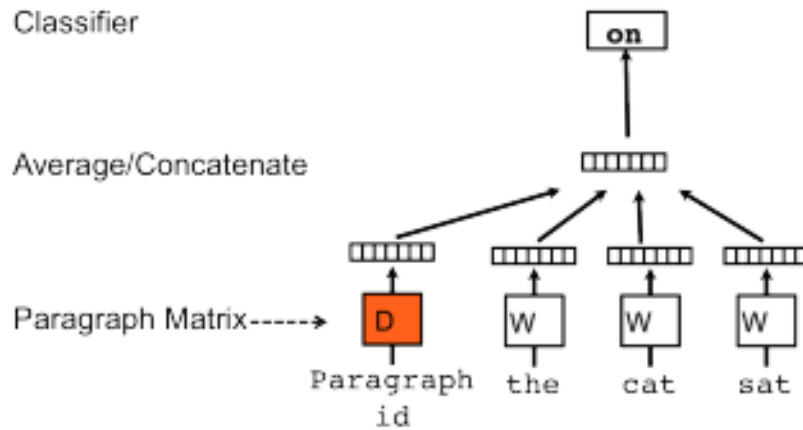 Classifier
on
Average/Concatenate
Paragraph Matrix
D
W
W
W
Paragraph
id
the
cat
sat